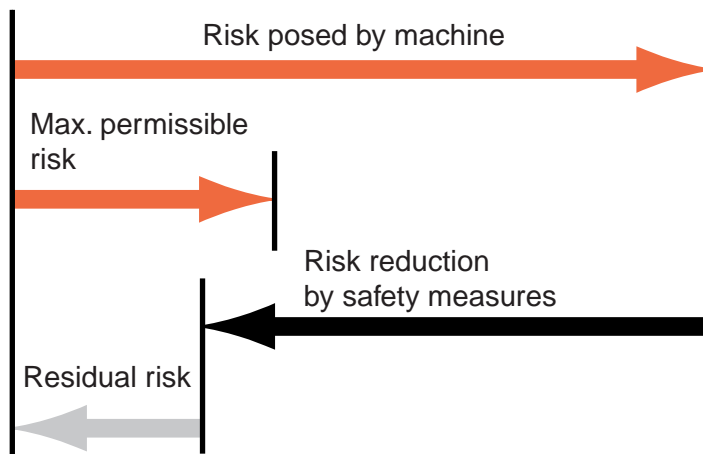 Risk posed by machine
Max. permissible
risk
Risk reduction
by safety measures
Residual risk